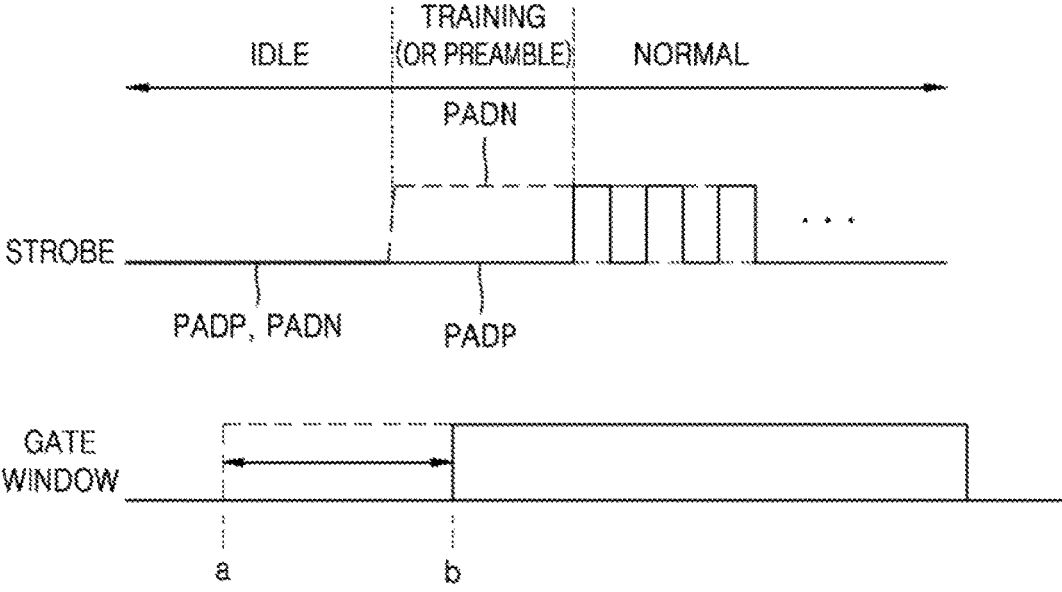 TRAINING
IDLE (OR PREAMBLE) NORMAL
PADN
STROBE
. . .
PADP, PADN
PADP
GATE
WINDOW
a b